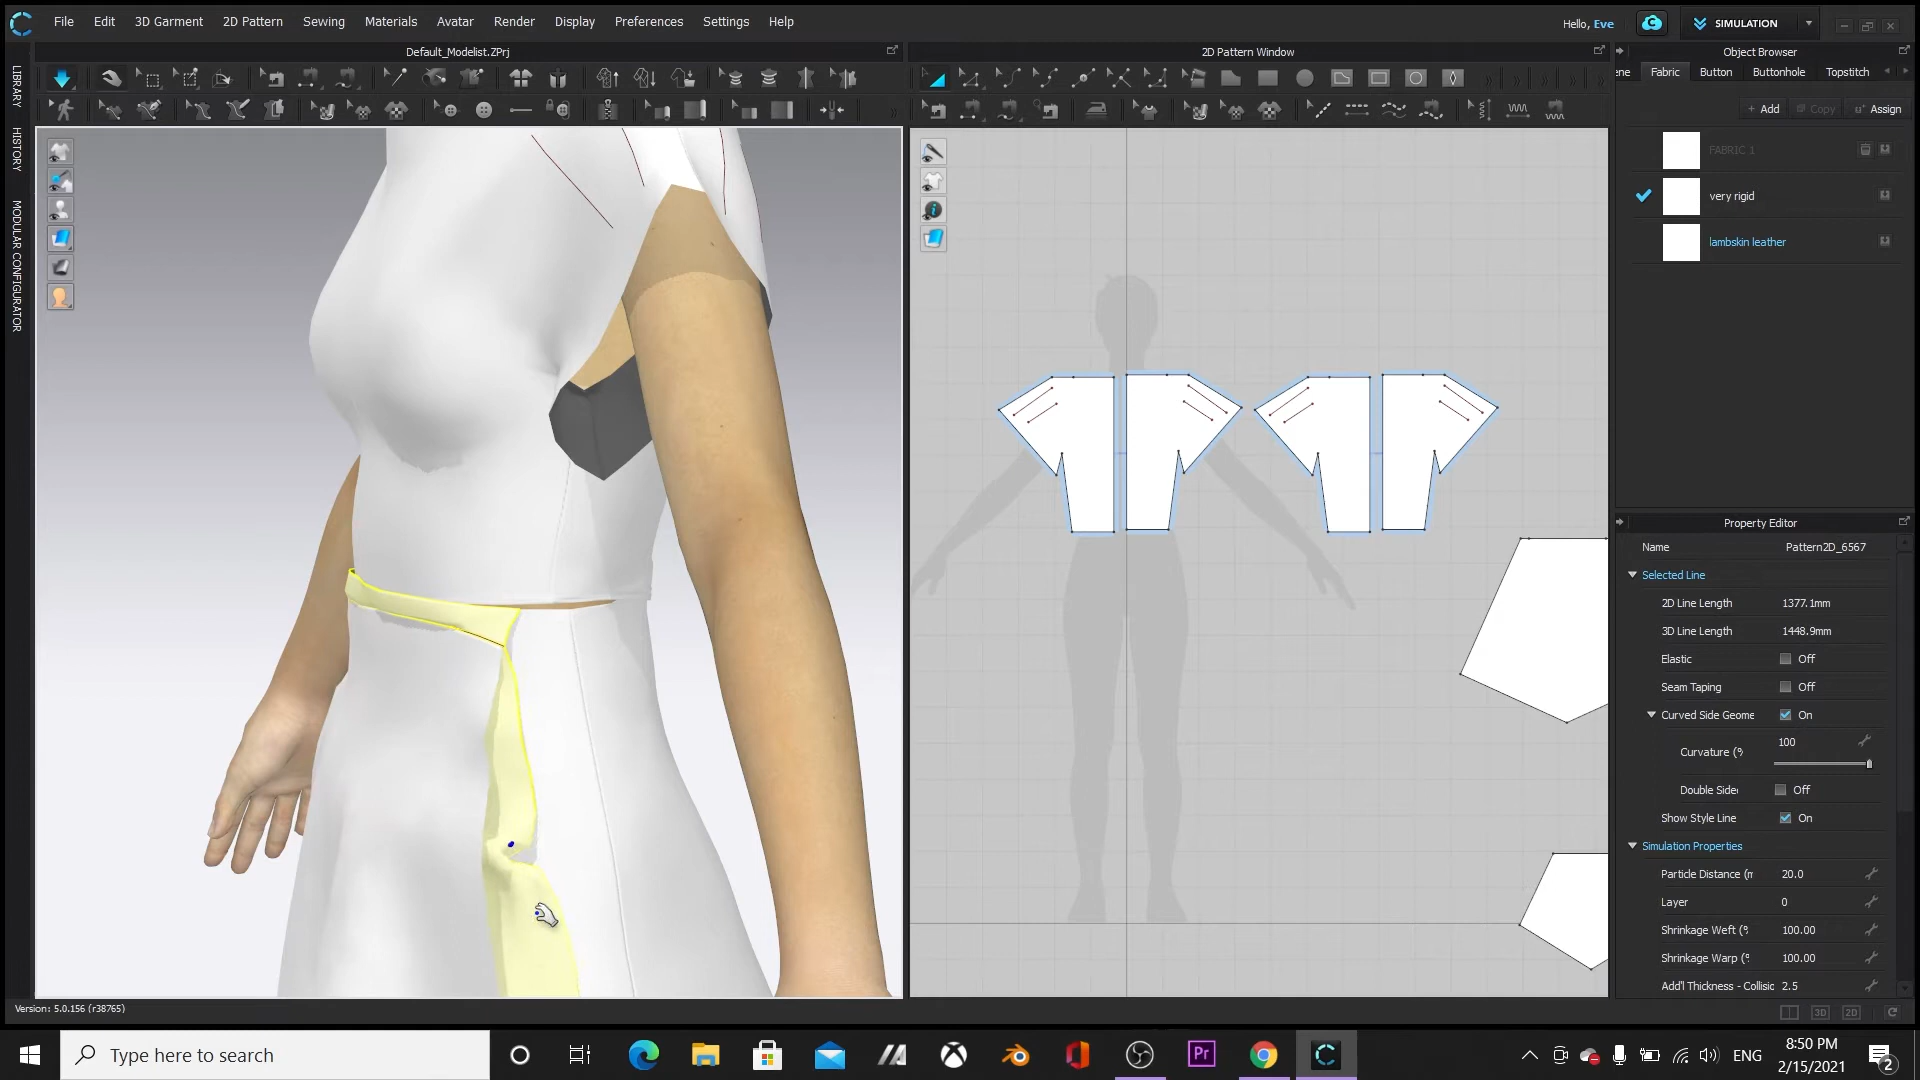 File Edit 3D Garment 2D Pattern Sewing Materials Avatar Render Display Preferences Settings Help
Hello, Eve
SIMULATION
Default_Modelist.ZPrj
2D Pattern Window
Object Browser
ene Fabric Button Buttonhole Topstitch
+ Add Copy Assign
LIBRARY
HISTORY
MODULAR CONFIGURATOR
FABRIC 1
very rigid
lambskin leather
Property Editor
Name Pattern2D_6567
Selected Line
2D Line Length 1377.1mm
3D Line Length 1448.9mm
Elastic Off
Seam Taping Off
Curved Side Geome On
Curvature (% 100
Double Side Off
Show Style Line On
Simulation Properties
Particle Distance (m 20.0
Layer 0
Shrinkage Weft (% 100.00
Shrinkage Warp (% 100.00
Add'l Thickness - Collisic 2.5
Version: 5.0.156 (r38765)
3D 2D
Type here to search
Pr
ENG
8:50 PM
2/15/2021
2